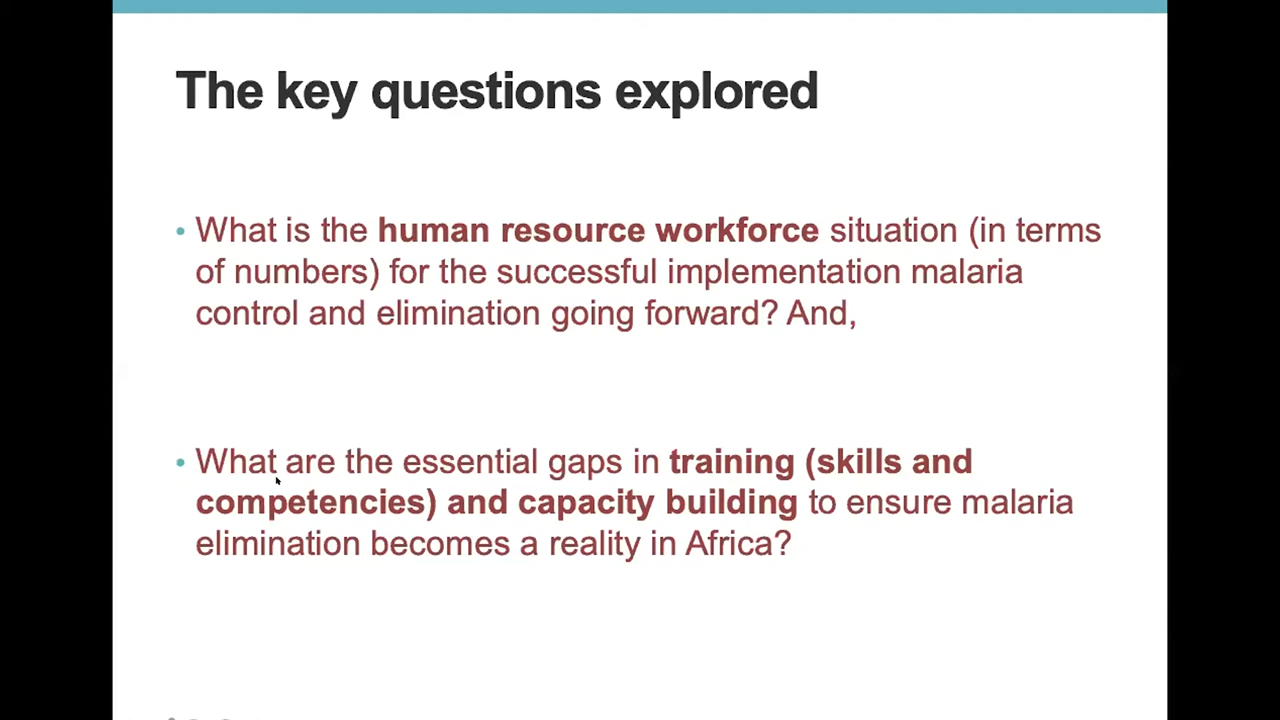 The key questions explored
• What is the human resource workforce situation (in terms
of numbers) for the successful implementation malaria
control and elimination going forward? And,
• What are the essential gaps in training (skills and
competencies) and capacity building to ensure malaria
elimination becomes a reality in Africa?